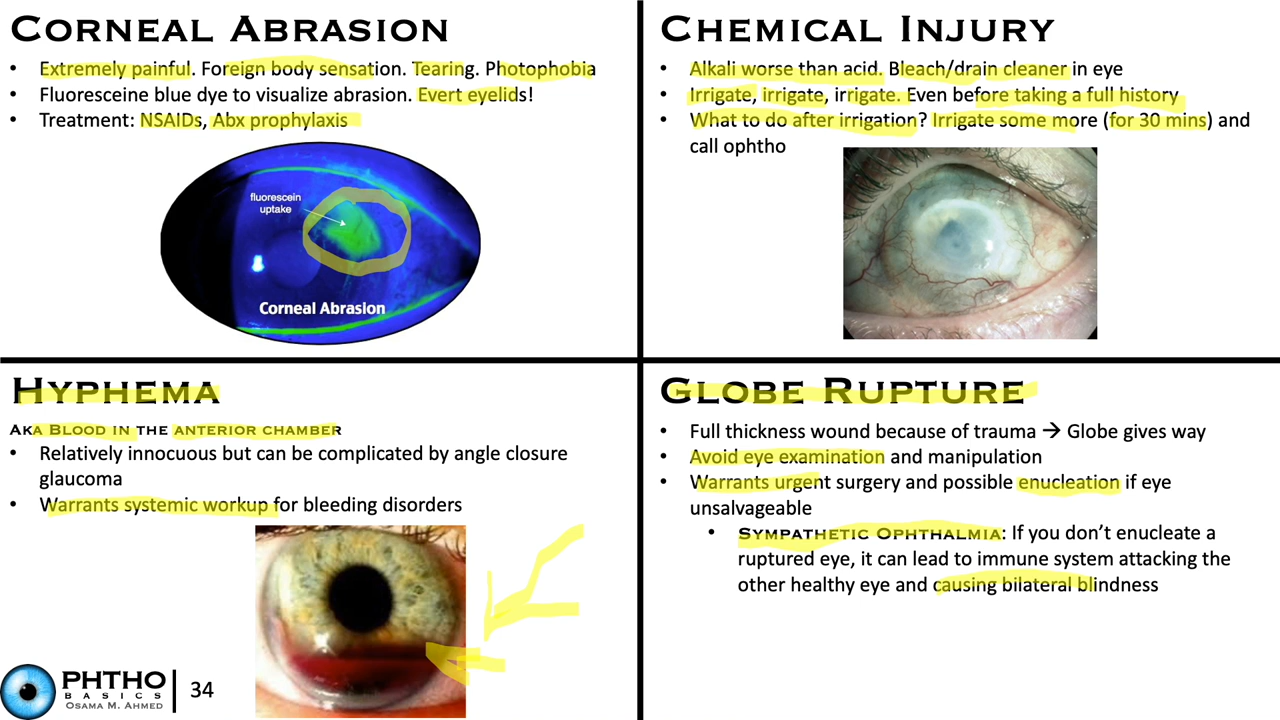 CORNEAL ABRASION
• Extremely painful. Foreign body sensation. Tearing. Photophobia
• Fluoresceine blue dye to visualize abrasion. Evert eyelids!
• Treatment: NSAIDs, Abx prophylaxis
fluorescein
uptake
Corneal Abrasion
CHEMICAL INJURY
• Alkali worse than acid. Bleach/drain cleaner in eye
• Irrigate, irrigate, irrigate. Even before taking a full history
• What to do after irrigation? Irrigate some more (for 30 mins) and
call ophtho
HYPHEMA
AKA BLOOD IN THE ANTERIOR CHAMBER
• Relatively innocuous but can be complicated by angle closure
glaucoma
• Warrants systemic workup for bleeding disorders
PHTHO
BASICS
OSAMA M. AHMED
34
GLOBE RUPTURE
• Full thickness wound because of trauma → Globe gives way
• Avoid eye examination and manipulation
• Warrants urgent surgery and possible enucleation if eye
unsalvageable
• SYMPATHETIC OPHTHALMIA: If you don’t enucleate a
ruptured eye, it can lead to immune system attacking the
other healthy eye and causing bilateral blindness